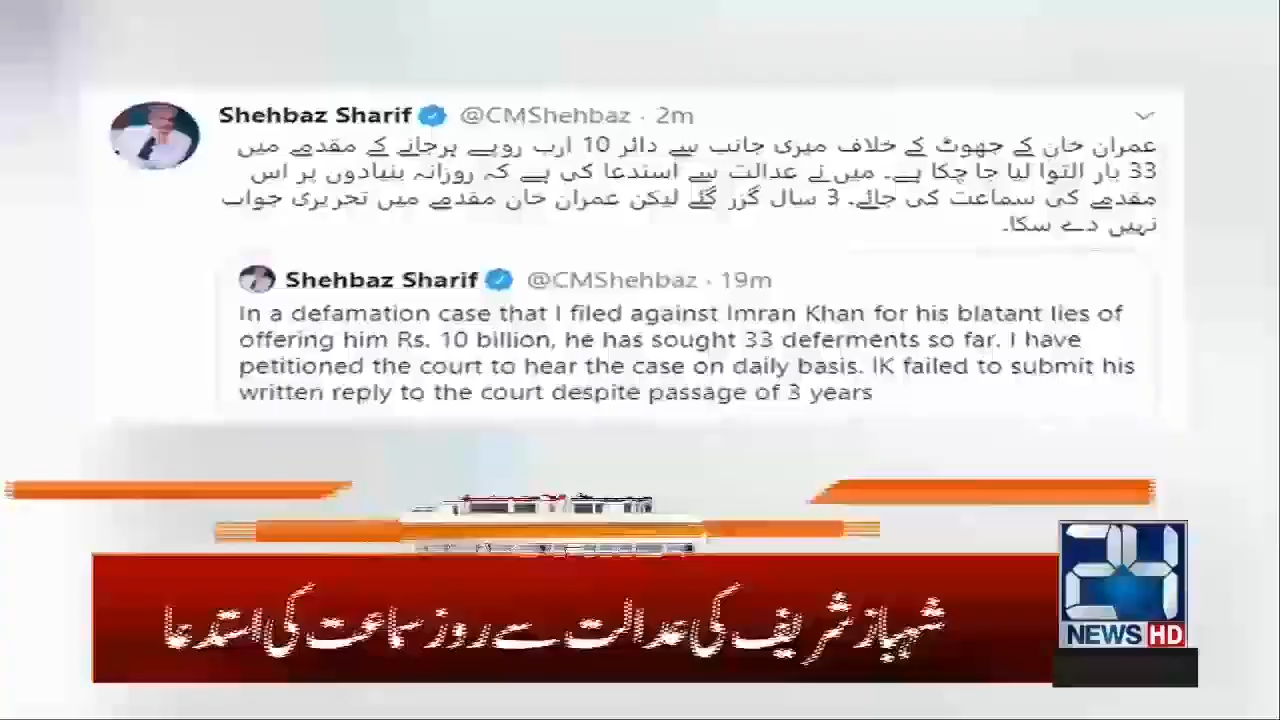 Shehbaz Sharif @CMShehbaz · 2m
عمران خان کے جھوٹ کے خلاف میری جانب سے دائر 10 ارب روپے ہرجانے کے مقدمے میں
33 بار التوا لیا جا چکا ہے۔ میں نے عدالت سے استدعا کی ہے کہ روزانہ بنیادوں پر اس
مقدمے کی سماعت کی جائے۔ 3 سال گزر گئے لیکن عمران خان مقدمے میں تحریری جواب
نہیں دے سکا۔
Shehbaz Sharif @CMShehbaz · 19m
In a defamation case that I filed against Imran Khan for his blatant lies of
offering him Rs. 10 billion, he has sought 33 deferments so far. I have
petitioned the court to hear the case on daily basis. IK failed to submit his
written reply to the court despite passage of 3 years
شہباز شریف کی عدالت سے روز سماعت کی استدعا
24
NEWS HD